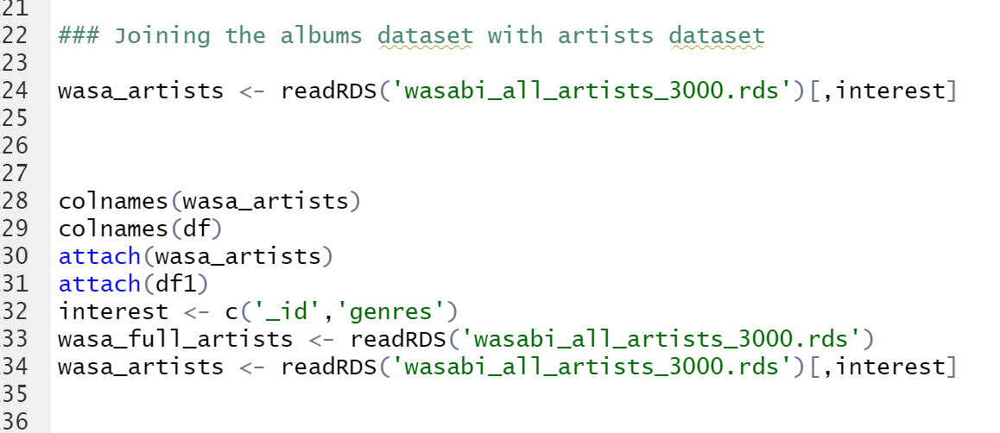 21
22 ### Joining the albums dataset with artists dataset
23
24 wasa_artists <- readRDS('wasabi_all_artists_3000.rds')[,interest]
25
26
27
28 colnames(wasa_artists)
29 colnames(df)
30 attach(wasa_artists)
31 attach(df1)
32 interest <- c('_id','genres')
33 wasa_full_artists <- readRDS('wasabi_all_artists_3000.rds')
34 wasa_artists <- readRDS('wasabi_all_artists_3000.rds')[,interest]
35
36